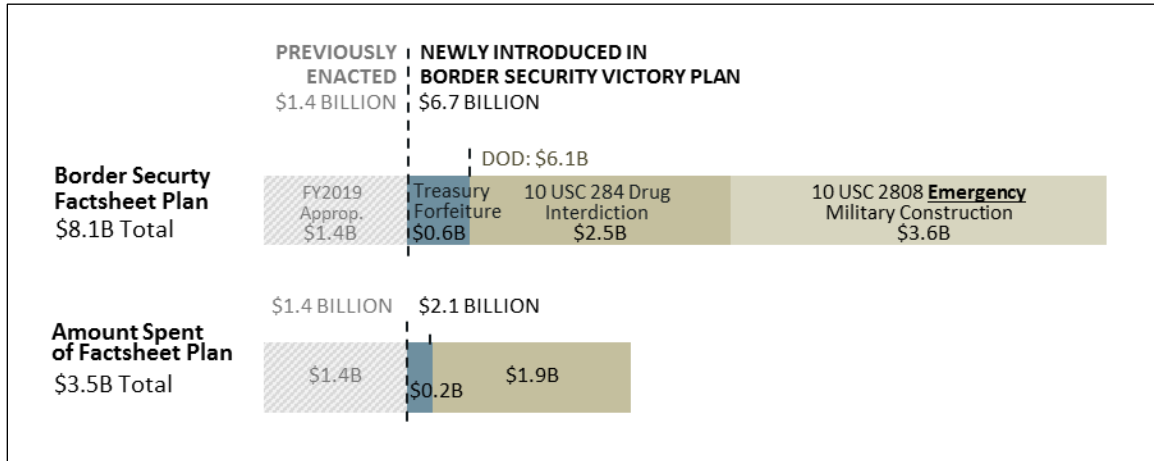 PREVIOUSLY
ENACTED
$1.4 BILLION
NEWLY INTRODUCED IN
BORDER SECURITY VICTORY PLAN
$6.7 BILLION
DOD: $6.1B
Border Securty
Factsheet Plan
$8.1B Total
FY2019
Approp.
$1.4B
Treasury
Forfeiture
$0.6B
10 USC 284 Drug
Interdiction
$2.5B
10 USC 2808 Emergency
Military Construction
$3.6B
$1.4 BILLION
$2.1 BILLION
Amount Spent
of Factsheet Plan
$3.5B Total
$1.4B
$0.2B
$1.9B